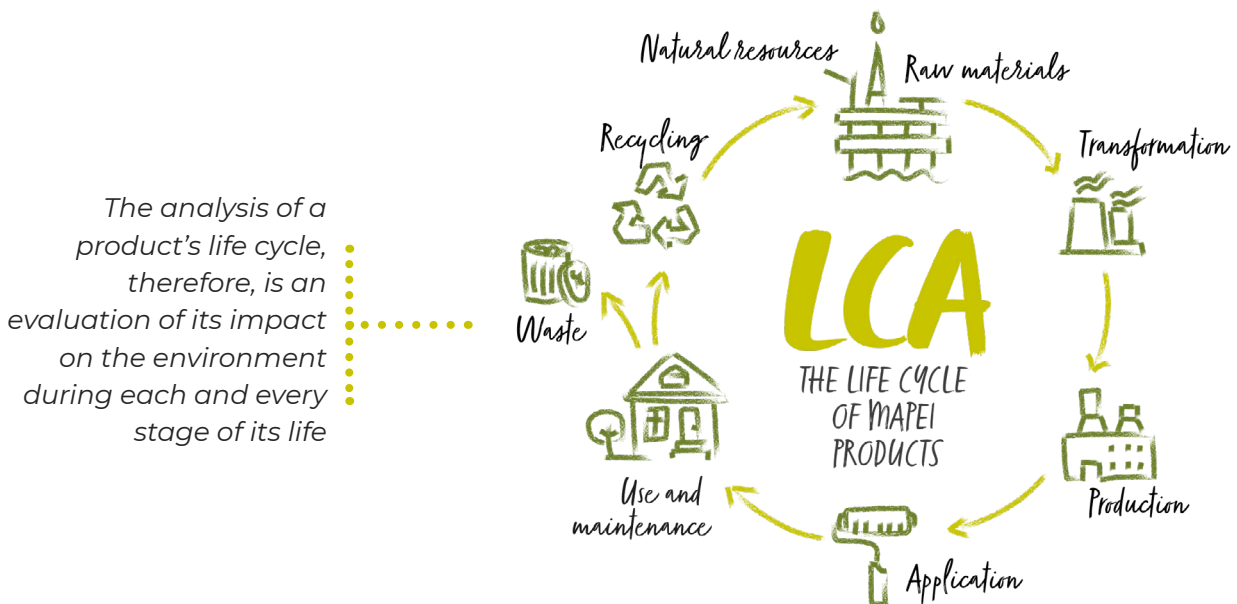 The analysis of a
product’s life cycle,
therefore, is an
evaluation of its impact
on the environment
during each and every
stage of its life
Natural resources
Raw materials
Transformation
Production
Application
Use and
maintenance
Waste
Recycling
LCA
THE LIFE CYCLE
OF MAPEI
PRODUCTS